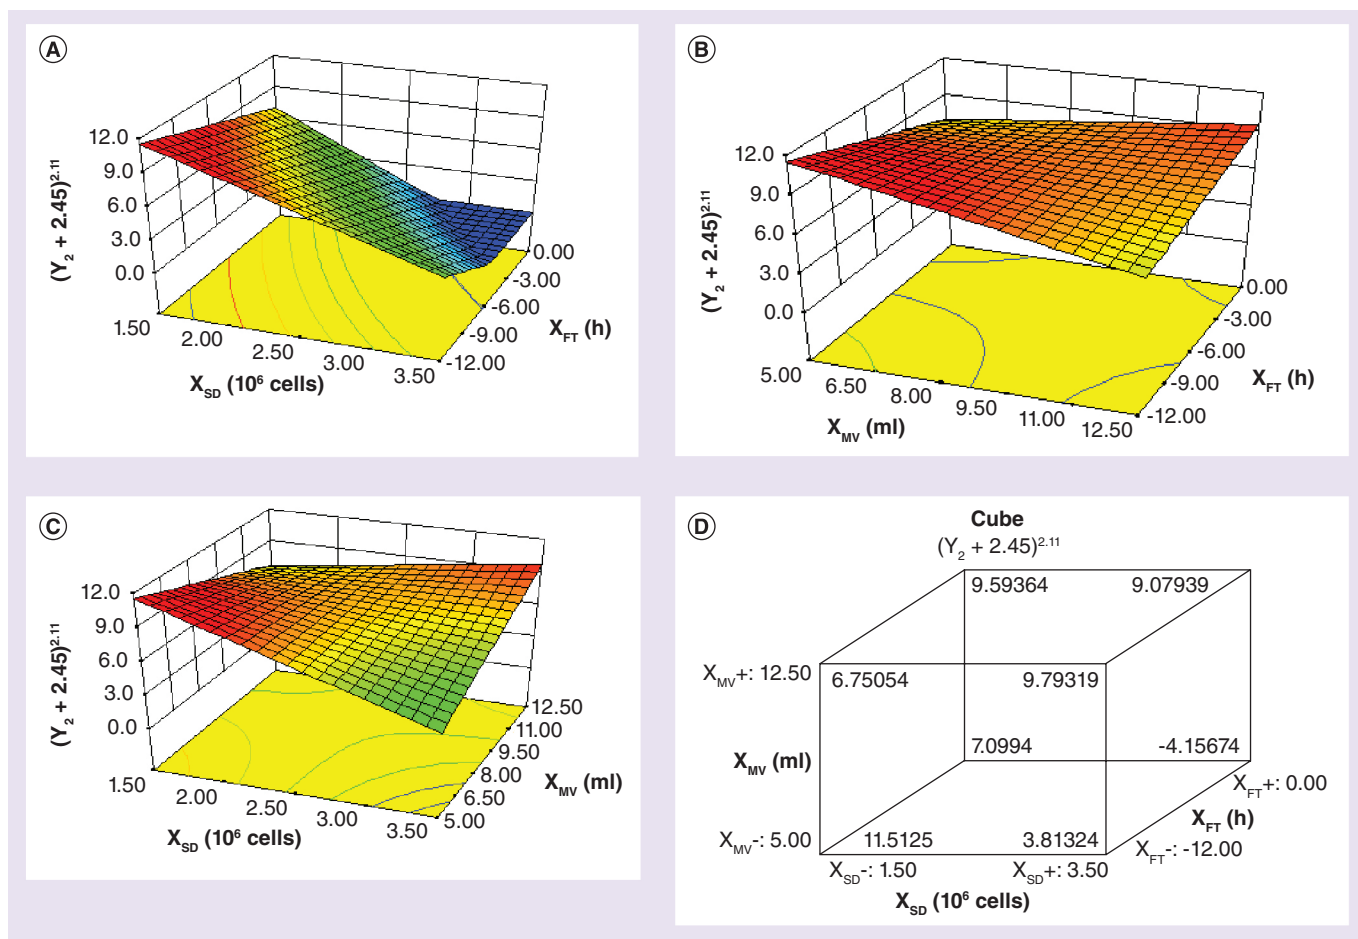 A
(Y2 + 2.45)2.11
12.0
9.0
6.0
3.0
0.0
1.50
2.00
2.50
3.00
3.50
XSD (106 cells)
0.00
-3.00
-6.00
-9.00
-12.00
XFT (h)
B
(Y2 + 2.45)2.11
12.0
9.0
6.0
3.0
0.0
5.00
6.50
8.00
9.50
11.00
12.50
XMV (ml)
0.00
-3.00
-6.00
-9.00
-12.00
XFT (h)
C
(Y2 + 2.45)2.11
12.0
9.0
6.0
3.0
0.0
1.50
2.00
2.50
3.00
3.50
XSD (106 cells)
12.50
11.00
9.50
8.00
6.50
5.00
XMV (ml)
D
Cube
(Y2 + 2.45)2.11
9.59364 9.07939
XMV+: 12.50 6.75054 9.79319
7.0994 -4.15674
XMV (ml)
XFT+: 0.00
XFT (h)
XMV-: 5.00 11.5125 3.81324
XFT-: -12.00
XSD-: 1.50 XSD+: 3.50
XSD (106 cells)